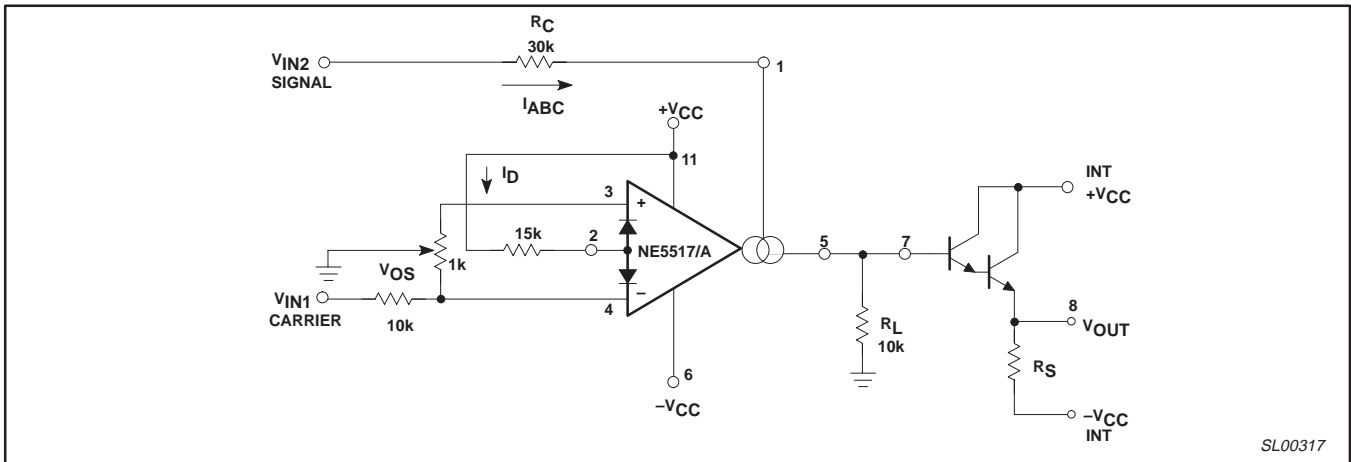 RC
30k
VIN2
SIGNAL
1
IABC
+VCC
11
ID
INT
+VCC
3
+
15k
2
NE5517/A
5
7
VOS
1k
VIN1
CARRIER
–
4
10k
8
VOUT
RL
10k
RS
6
–VCC
–VCC
INT
SL00317